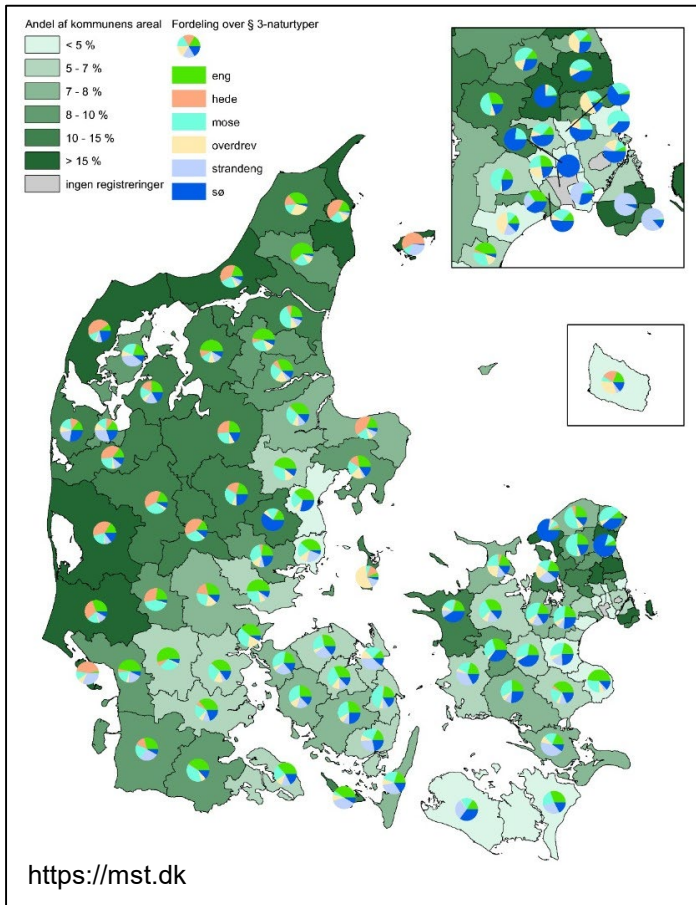 Andel af kommunens areal
< 5 %
5 - 7 %
7 - 8 %
8 - 10 %
10 - 15 %
> 15 %
ingen registreringer
Fordeling over § 3-naturtyper
eng
hede
mose
overdrev
strandeng
sø
https://mst.dk